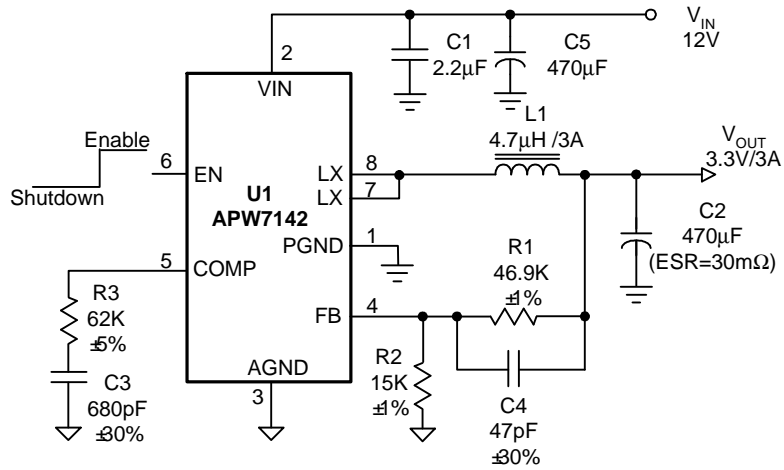 V_IN
12V
C1
2.2µF
C5
470µF
2
VIN
L1
4.7µH /3A
Enable
Shutdown
6
EN
U1
APW7142
LX
8
LX
7
V_OUT
3.3V/3A
PGND
1
C2
470µF
(ESR=30mΩ)
5
COMP
R1
46.9K
±1%
R3
62K
±5%
FB
4
AGND
3
R2
15K
±1%
C3
680pF
±30%
C4
47pF
±30%